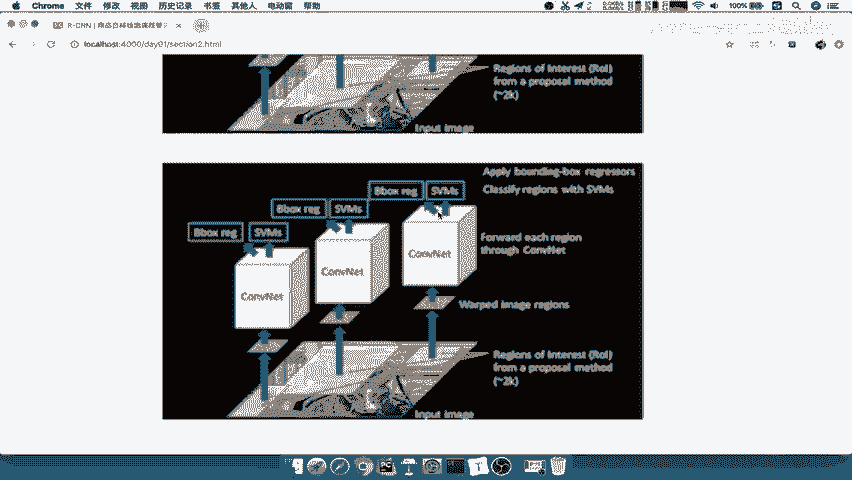 Chrome 文件 修改 视图 历史记录 书签 其他人 电动窗 帮助
100%
localhost:4000/day01/section2.html
Regions of Interest (RoI)
from a proposal method
(~2k)
Input image
Apply bounding-box regressors
Bbox reg SVMs
Classify regions with SVMs
Bbox reg SVMs
Bbox reg SVMs
Forward each region
through ConvNet
ConvNet
ConvNet
ConvNet
Warped image regions
Regions of Interest (RoI)
from a proposal method
(~2k)
Input image